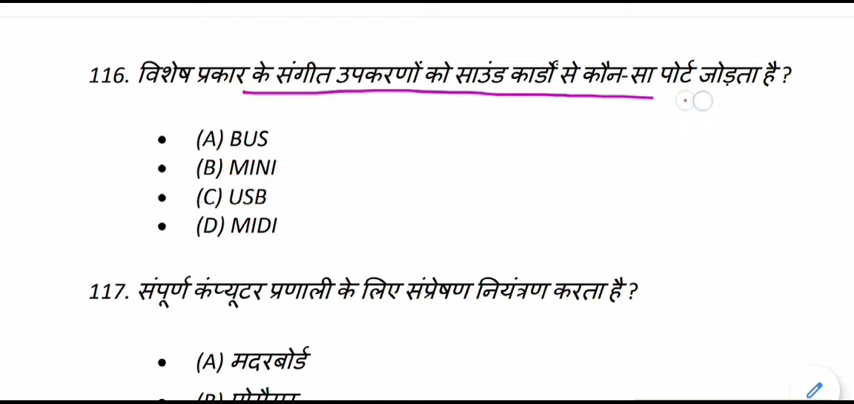 116. विशेष प्रकार के संगीत उपकरणों को साउंड कार्डों से कौन-सा पोर्ट जोड़ता है?
• (A) BUS
• (B) MINI
• (C) USB
• (D) MIDI
117. संपूर्ण कंप्यूटर प्रणाली के लिए संप्रेषण नियंत्रण करता है?
• (A) मदरबोर्ड